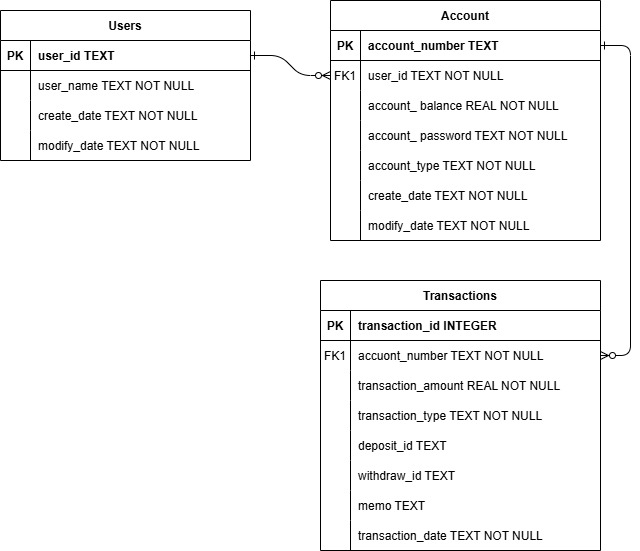 Users
PK user_id TEXT
user_name TEXT NOT NULL
create_date TEXT NOT NULL
modify_date TEXT NOT NULL
Account
PK account_number TEXT
FK1 user_id TEXT NOT NULL
account_ balance REAL NOT NULL
account_ password TEXT NOT NULL
account_type TEXT NOT NULL
create_date TEXT NOT NULL
modify_date TEXT NOT NULL
Transactions
PK transaction_id INTEGER
FK1 accuont_number TEXT NOT NULL
transaction_amount REAL NOT NULL
transaction_type TEXT NOT NULL
deposit_id TEXT
withdraw_id TEXT
memo TEXT
transaction_date TEXT NOT NULL